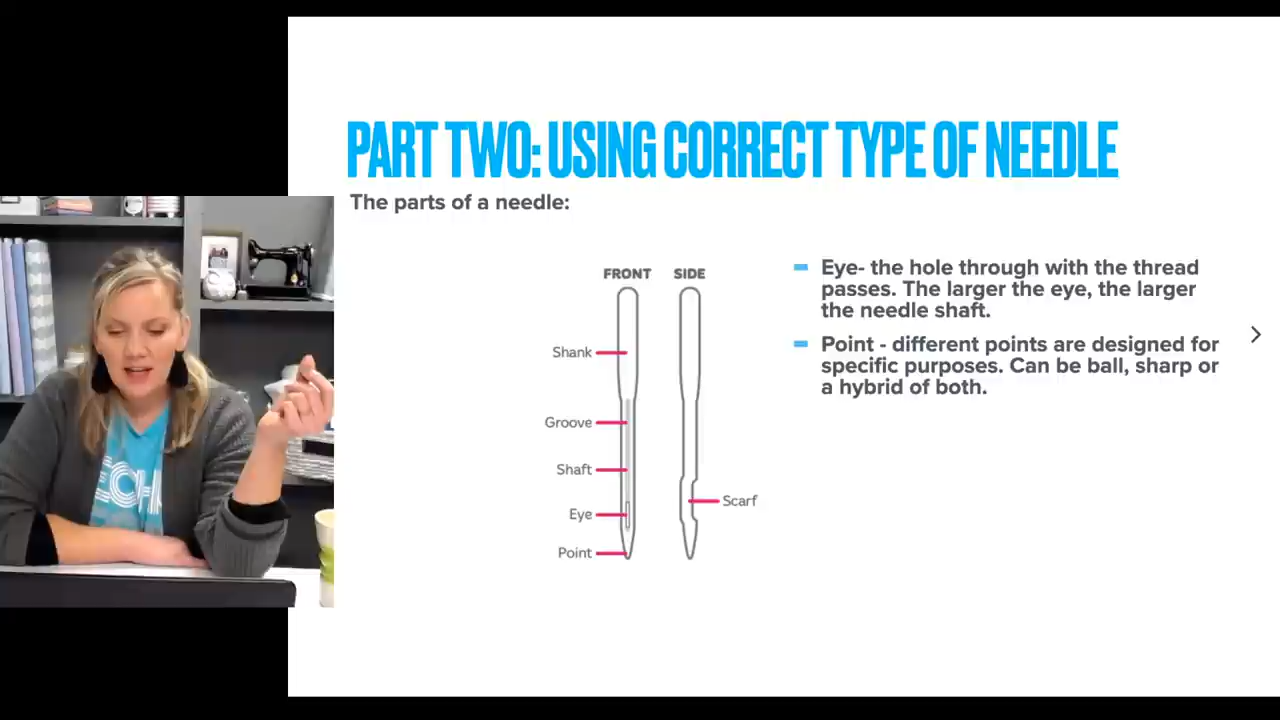 PART TWO: USING CORRECT TYPE OF NEEDLE
The parts of a needle:
FRONT SIDE
Shank
Groove
Shaft
Eye
Point
Scarf
Eye- the hole through with the thread
passes. The larger the eye, the larger
the needle shaft.
Point - different points are designed for
specific purposes. Can be ball, sharp or
a hybrid of both.